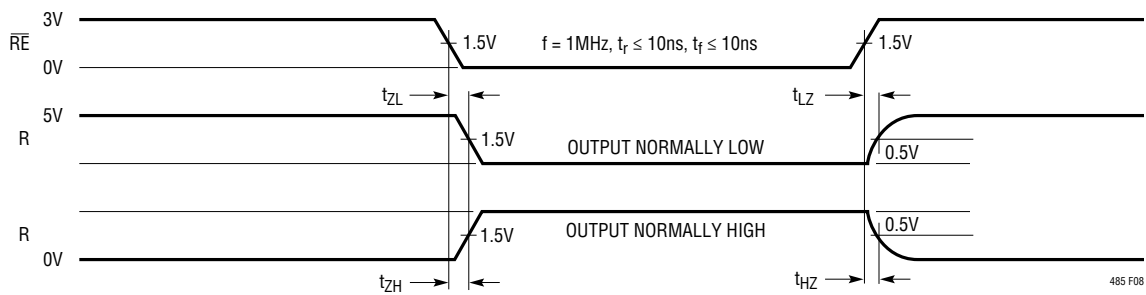 3V
R̅E̅
1.5V
f = 1MHz, tr ≤ 10ns, tf ≤ 10ns
1.5V
0V
tZL
tLZ
5V
R
1.5V
OUTPUT NORMALLY LOW
0.5V
R
1.5V
OUTPUT NORMALLY HIGH
0.5V
0V
tZH
tHZ
485 F08